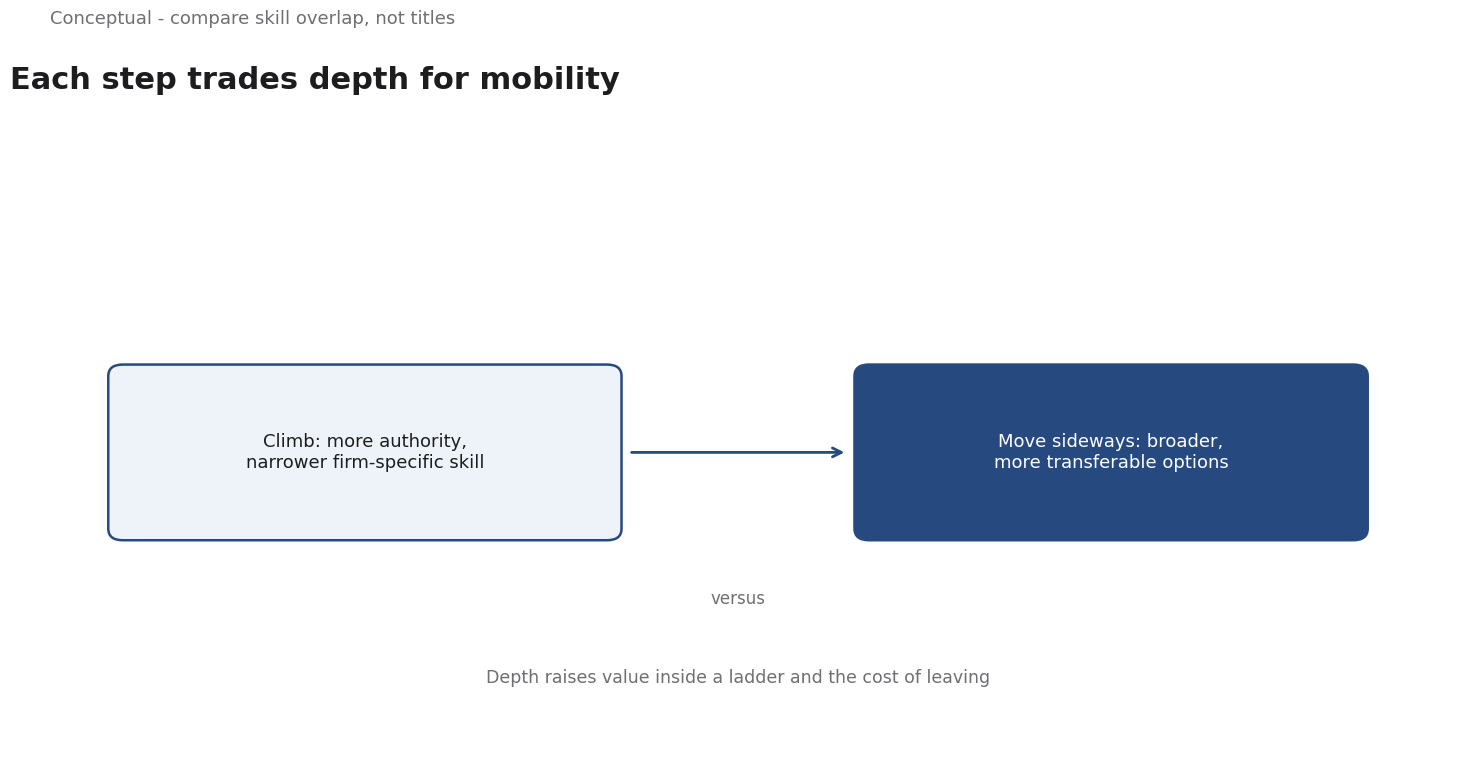 Conceptual - compare skill overlap, not titles
Each step trades depth for mobility
Climb: more authority,
narrower firm-specific skill
Move sideways: broader,
more transferable options
versus
Depth raises value inside a ladder and the cost of leaving